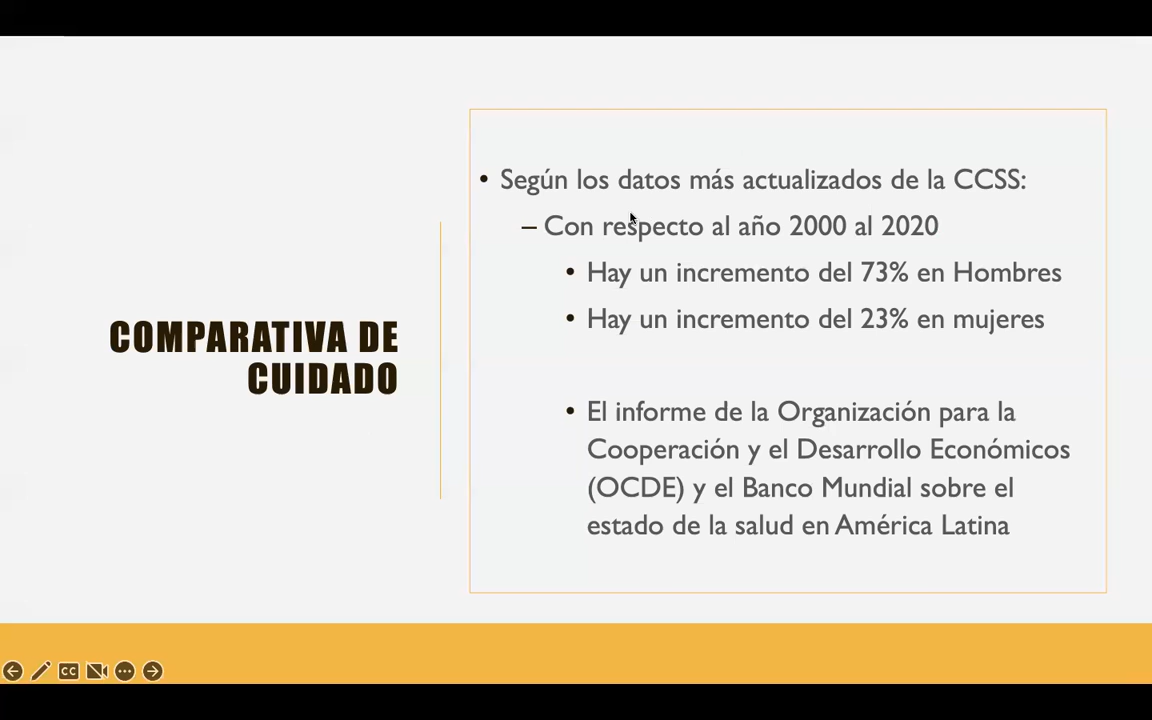 COMPARATIVA DE
CUIDADO
• Según los datos más actualizados de la CCSS:
– Con respecto al año 2000 al 2020
• Hay un incremento del 73% en Hombres
• Hay un incremento del 23% en mujeres
• El informe de la Organización para la
Cooperación y el Desarrollo Económicos
(OCDE) y el Banco Mundial sobre el
estado de la salud en América Latina
CC